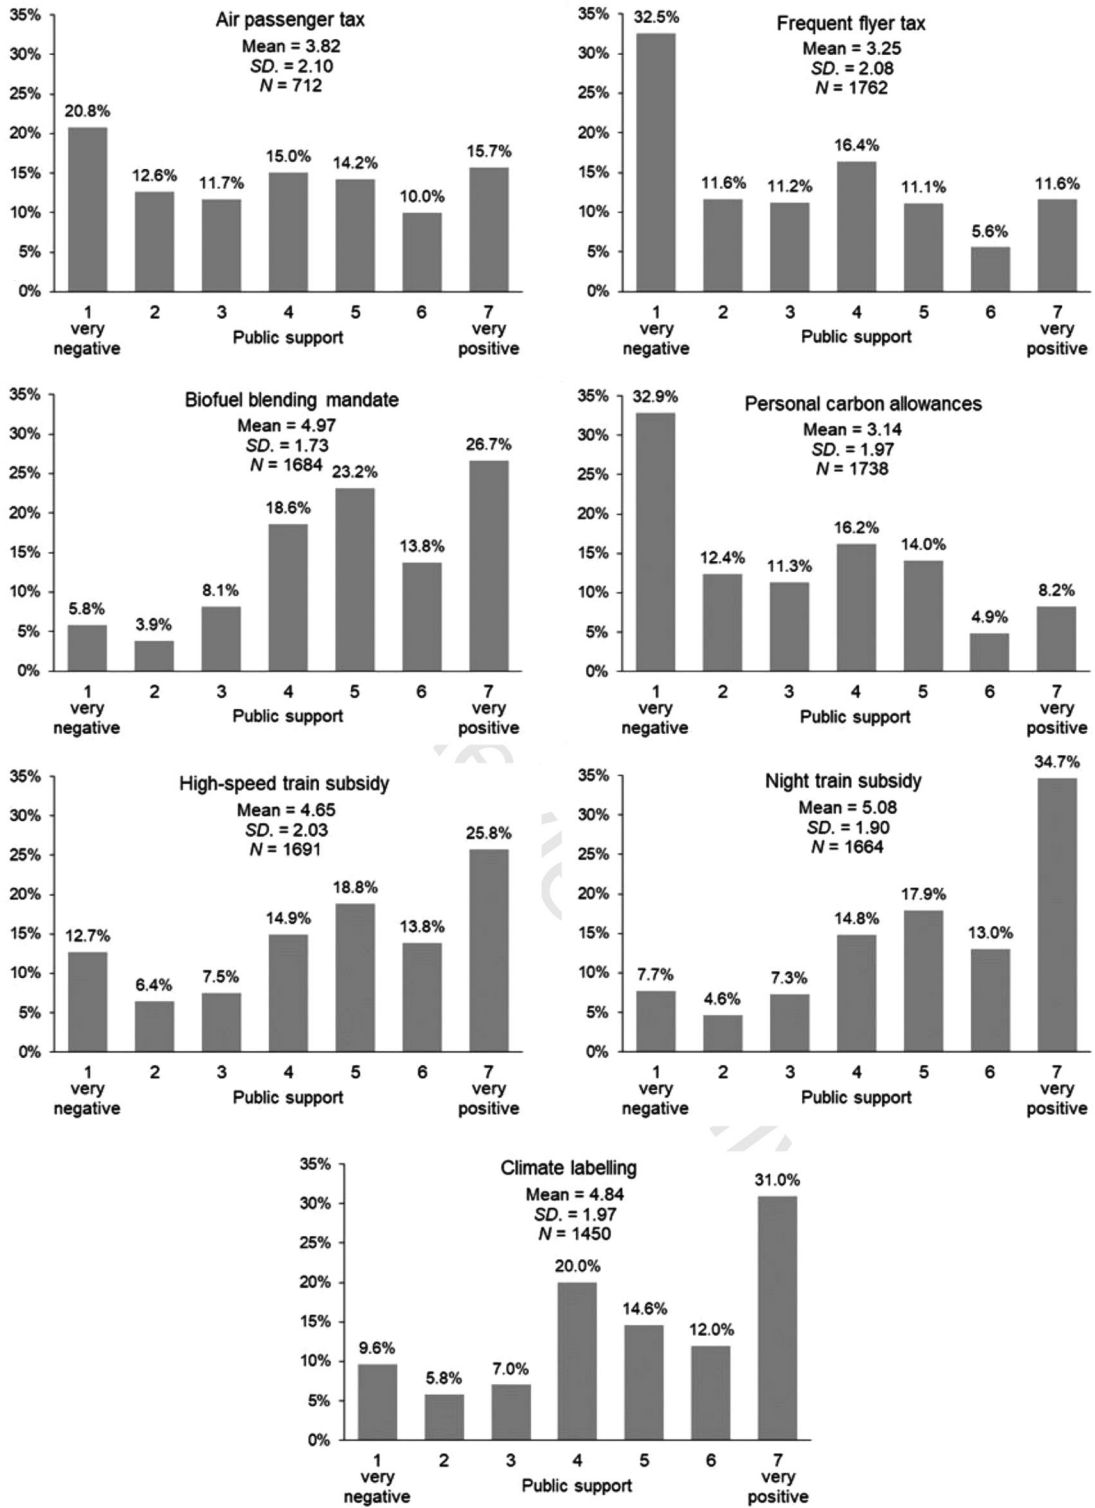 Air passenger tax
Mean = 3.82
SD. = 2.10
N = 712
35%
30%
25%
20%
15%
10%
5%
0%
20.8%
12.6%
11.7%
15.0%
14.2%
10.0%
15.7%
1 2 3 4 5 6 7
very negative
Public support
very positive
Frequent flyer tax
Mean = 3.25
SD. = 2.08
N = 1762
35%
30%
25%
20%
15%
10%
5%
0%
32.5%
11.6%
11.2%
16.4%
11.1%
5.6%
11.6%
1 2 3 4 5 6 7
very negative
Public support
very positive
Biofuel blending mandate
Mean = 4.97
SD. = 1.73
N = 1684
35%
30%
25%
20%
15%
10%
5%
0%
5.8%
3.9%
8.1%
18.6%
23.2%
13.8%
26.7%
1 2 3 4 5 6 7
very negative
Public support
very positive
Personal carbon allowances
Mean = 3.14
SD. = 1.97
N = 1738
35%
30%
25%
20%
15%
10%
5%
0%
32.9%
12.4%
11.3%
16.2%
14.0%
4.9%
8.2%
1 2 3 4 5 6 7
very negative
Public support
very positive
High-speed train subsidy
Mean = 4.65
SD. = 2.03
N = 1691
35%
30%
25%
20%
15%
10%
5%
0%
12.7%
6.4%
7.5%
14.9%
18.8%
13.8%
25.8%
1 2 3 4 5 6 7
very negative
Public support
very positive
Night train subsidy
Mean = 5.08
SD. = 1.90
N = 1664
35%
30%
25%
20%
15%
10%
5%
0%
7.7%
4.6%
7.3%
14.8%
17.9%
13.0%
34.7%
1 2 3 4 5 6 7
very negative
Public support
very positive
Climate labelling
Mean = 4.84
SD. = 1.97
N = 1450
35%
30%
25%
20%
15%
10%
5%
0%
9.6%
5.8%
7.0%
20.0%
14.6%
12.0%
31.0%
1 2 3 4 5 6 7
very negative
Public support
very positive